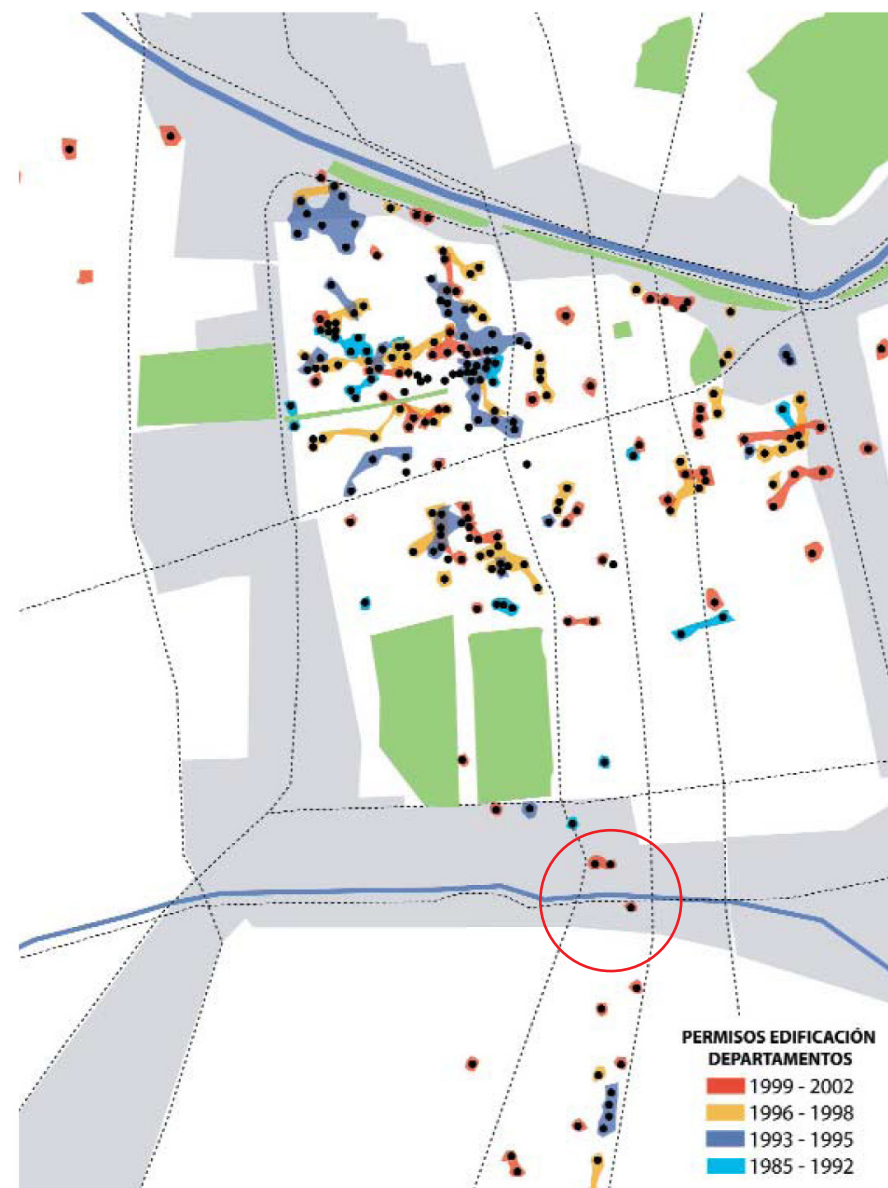 PERMISOS EDIFICACIÓN
DEPARTAMENTOS
1999 - 2002
1996 - 1998
1993 - 1995
1985 - 1992